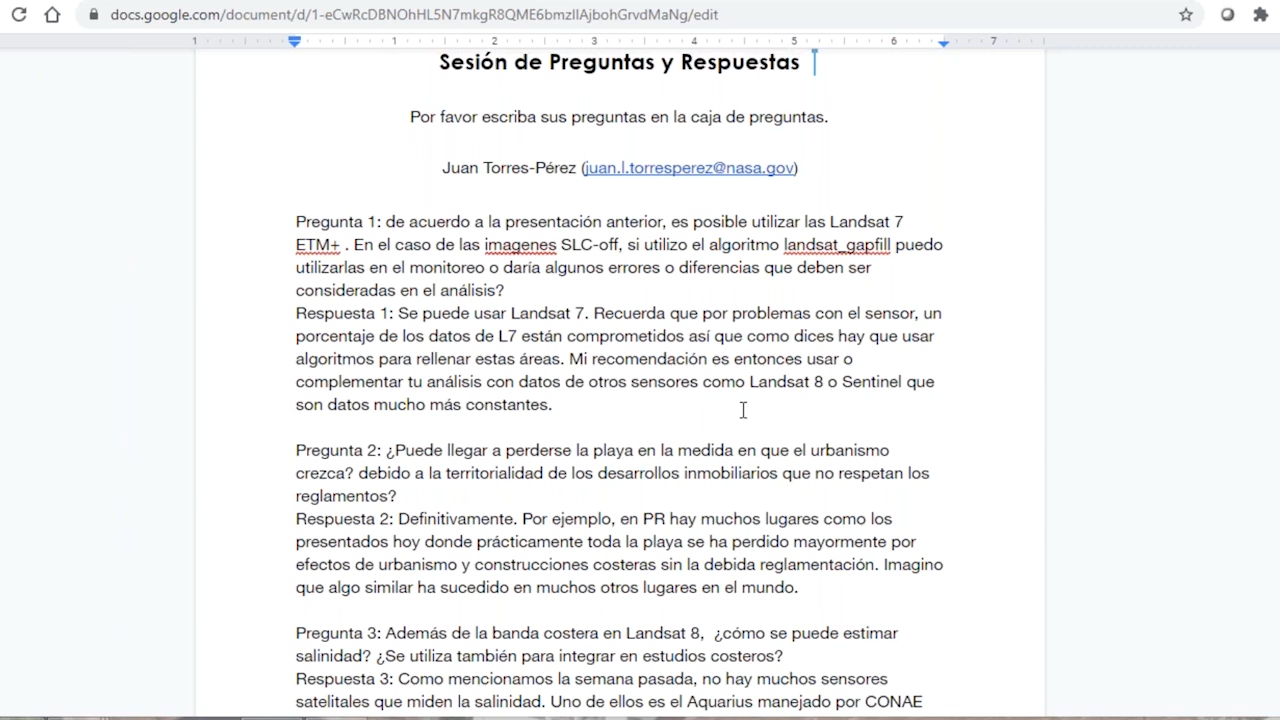 docs.google.com/document/d/1-eCwRcDBNOhHL5N7mkgR8QME6bmzlIAjbohGrvdMaNg/edit
1 1 2 3 4 5 6 7
Sesión de Preguntas y Respuestas
Por favor escriba sus preguntas en la caja de preguntas.
Juan Torres-Pérez (juan.l.torresperez@nasa.gov)
Pregunta 1: de acuerdo a la presentación anterior, es posible utilizar las Landsat 7
ETM+ . En el caso de las imagenes SLC-off, si utilizo el algoritmo landsat_gapfill puedo
utilizarlas en el monitoreo o daría algunos errores o diferencias que deben ser
consideradas en el análisis?
Respuesta 1: Se puede usar Landsat 7. Recuerda que por problemas con el sensor, un
porcentaje de los datos de L7 están comprometidos así que como dices hay que usar
algoritmos para rellenar estas áreas. Mi recomendación es entonces usar o
complementar tu análisis con datos de otros sensores como Landsat 8 o Sentinel que
son datos mucho más constantes.
Pregunta 2: ¿Puede llegar a perderse la playa en la medida en que el urbanismo
crezca? debido a la territorialidad de los desarrollos inmobiliarios que no respetan los
reglamentos?
Respuesta 2: Definitivamente. Por ejemplo, en PR hay muchos lugares como los
presentados hoy donde prácticamente toda la playa se ha perdido mayormente por
efectos de urbanismo y construcciones costeras sin la debida reglamentación. Imagino
que algo similar ha sucedido en muchos otros lugares en el mundo.
Pregunta 3: Además de la banda costera en Landsat 8,  ¿cómo se puede estimar
salinidad? ¿Se utiliza también para integrar en estudios costeros?
Respuesta 3: Como mencionamos la semana pasada, no hay muchos sensores
satelitales que miden la salinidad. Uno de ellos es el Aquarius manejado por CONAE